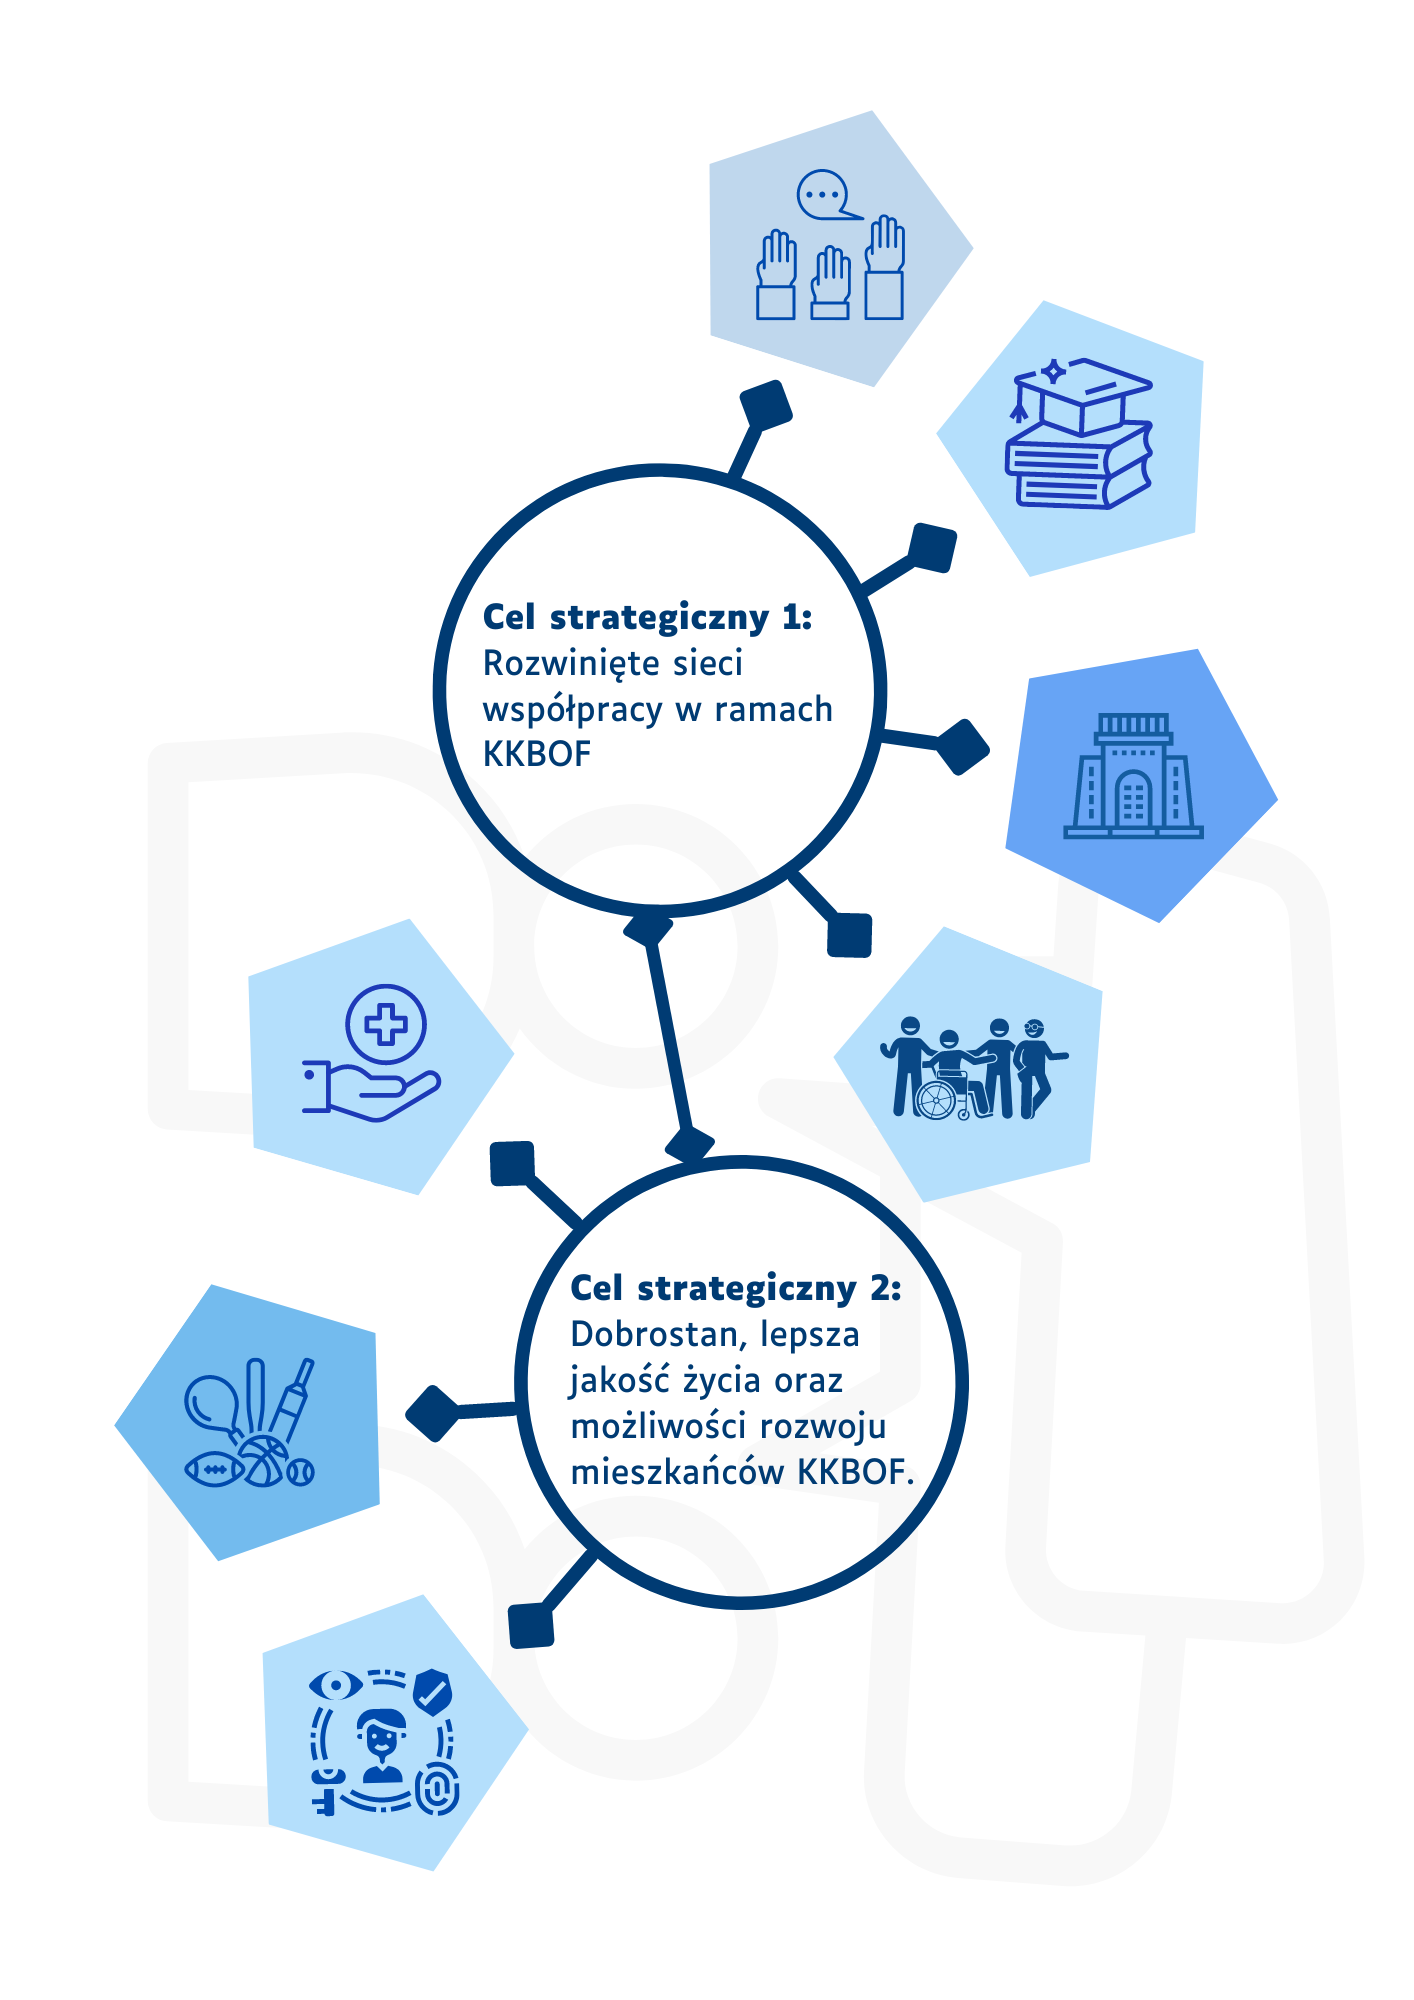 Cel strategiczny 1:
Rozwinięte sieci
współpracy w ramach
KKBOF
Cel strategiczny 2:
Dobrostan, lepsza
jakość życia oraz
możliwości rozwoju
mieszkańców KKBOF.